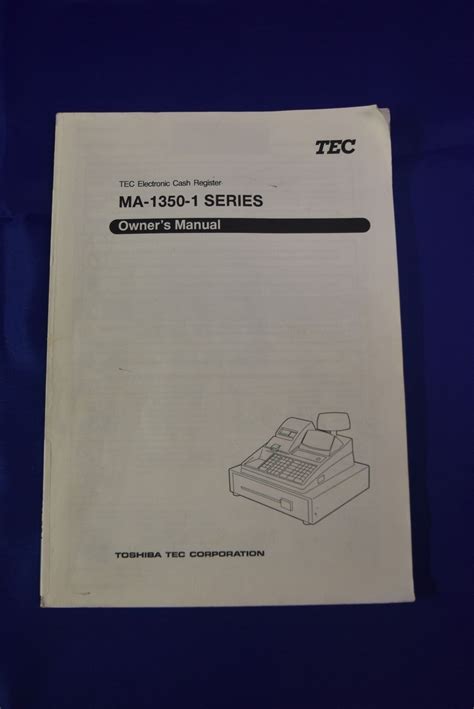 TEC
TEC Electronic Cash Register
MA-1350-1 SERIES
Owner's Manual
TOSHIBA TEC CORPORATION